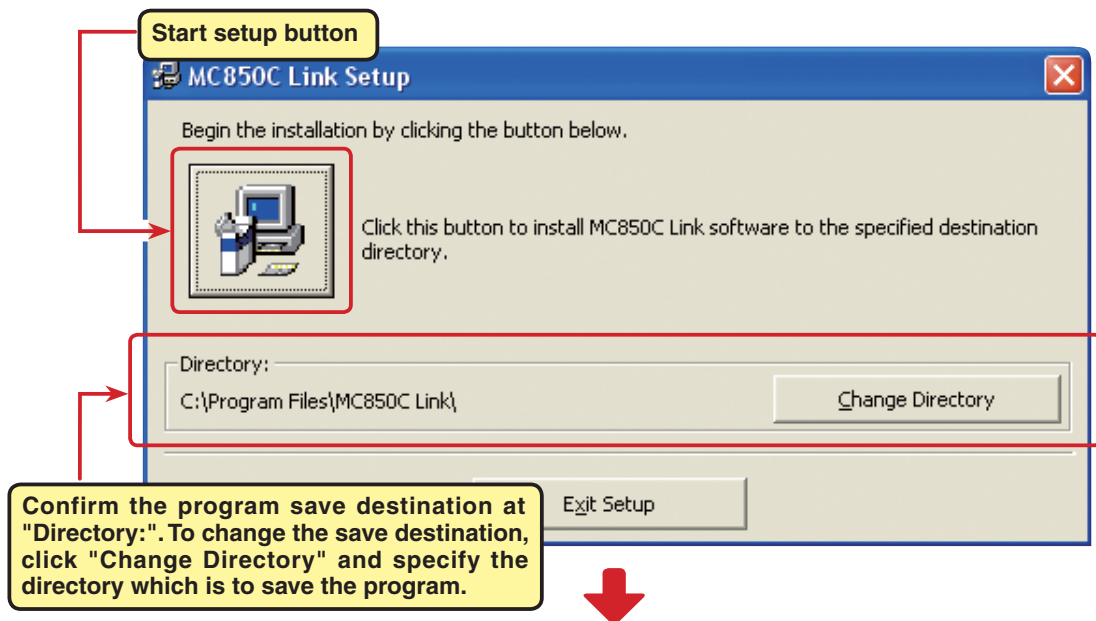 Start setup button
MC850C Link Setup
Begin the installation by clicking the button below.
Click this button to install MC850C Link software to the specified destination
directory.
Directory:
C:\Program Files\MC850C Link\
Change Directory
Exit Setup
Confirm the program save destination at
"Directory:". To change the save destination,
click "Change Directory" and specify the
directory which is to save the program.